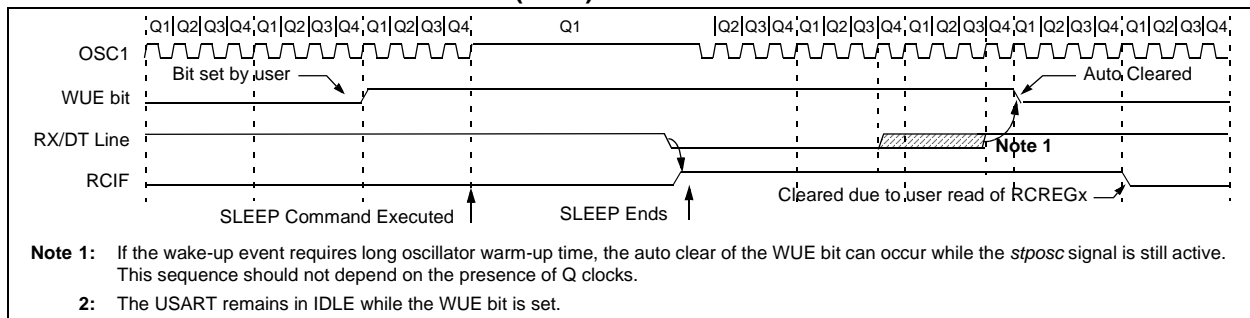 Q1 Q2 Q3 Q4 Q1 Q2 Q3 Q4 Q1 Q2 Q3 Q4 Q1 Q2 Q3 Q4 Q1 Q2 Q3 Q4 Q1 Q2 Q3 Q4 Q1 Q2 Q3 Q4 Q1 Q2 Q3 Q4
OSC1
Bit set by user
Auto Cleared
WUE bit
RX/DT Line
Note 1
RCIF
Cleared due to user read of RCREGx
SLEEP Command Executed
SLEEP Ends
Note 1: If the wake-up event requires long oscillator warm-up time, the auto clear of the WUE bit can occur while the stposc signal is still active.
This sequence should not depend on the presence of Q clocks.
2: The USART remains in IDLE while the WUE bit is set.